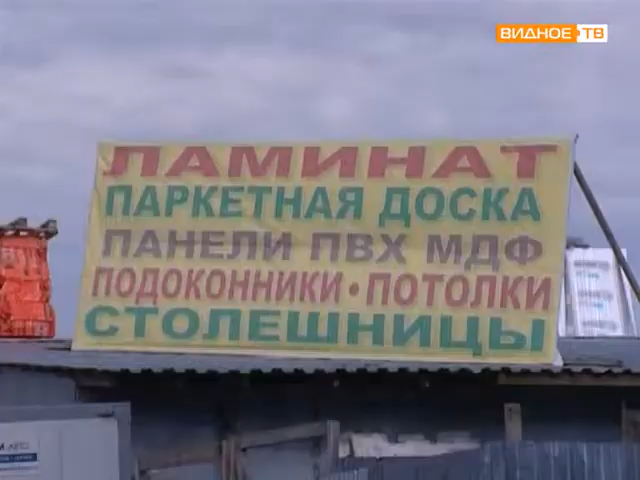 ВИДНОЕ ТВ
ЛАМИНАТ
ПАРКЕТНАЯ ДОСКА
ПАНЕЛИ ПВХ МДФ
ПОДОКОННИКИ • ПОТОЛКИ
СТОЛЕШНИЦЫ